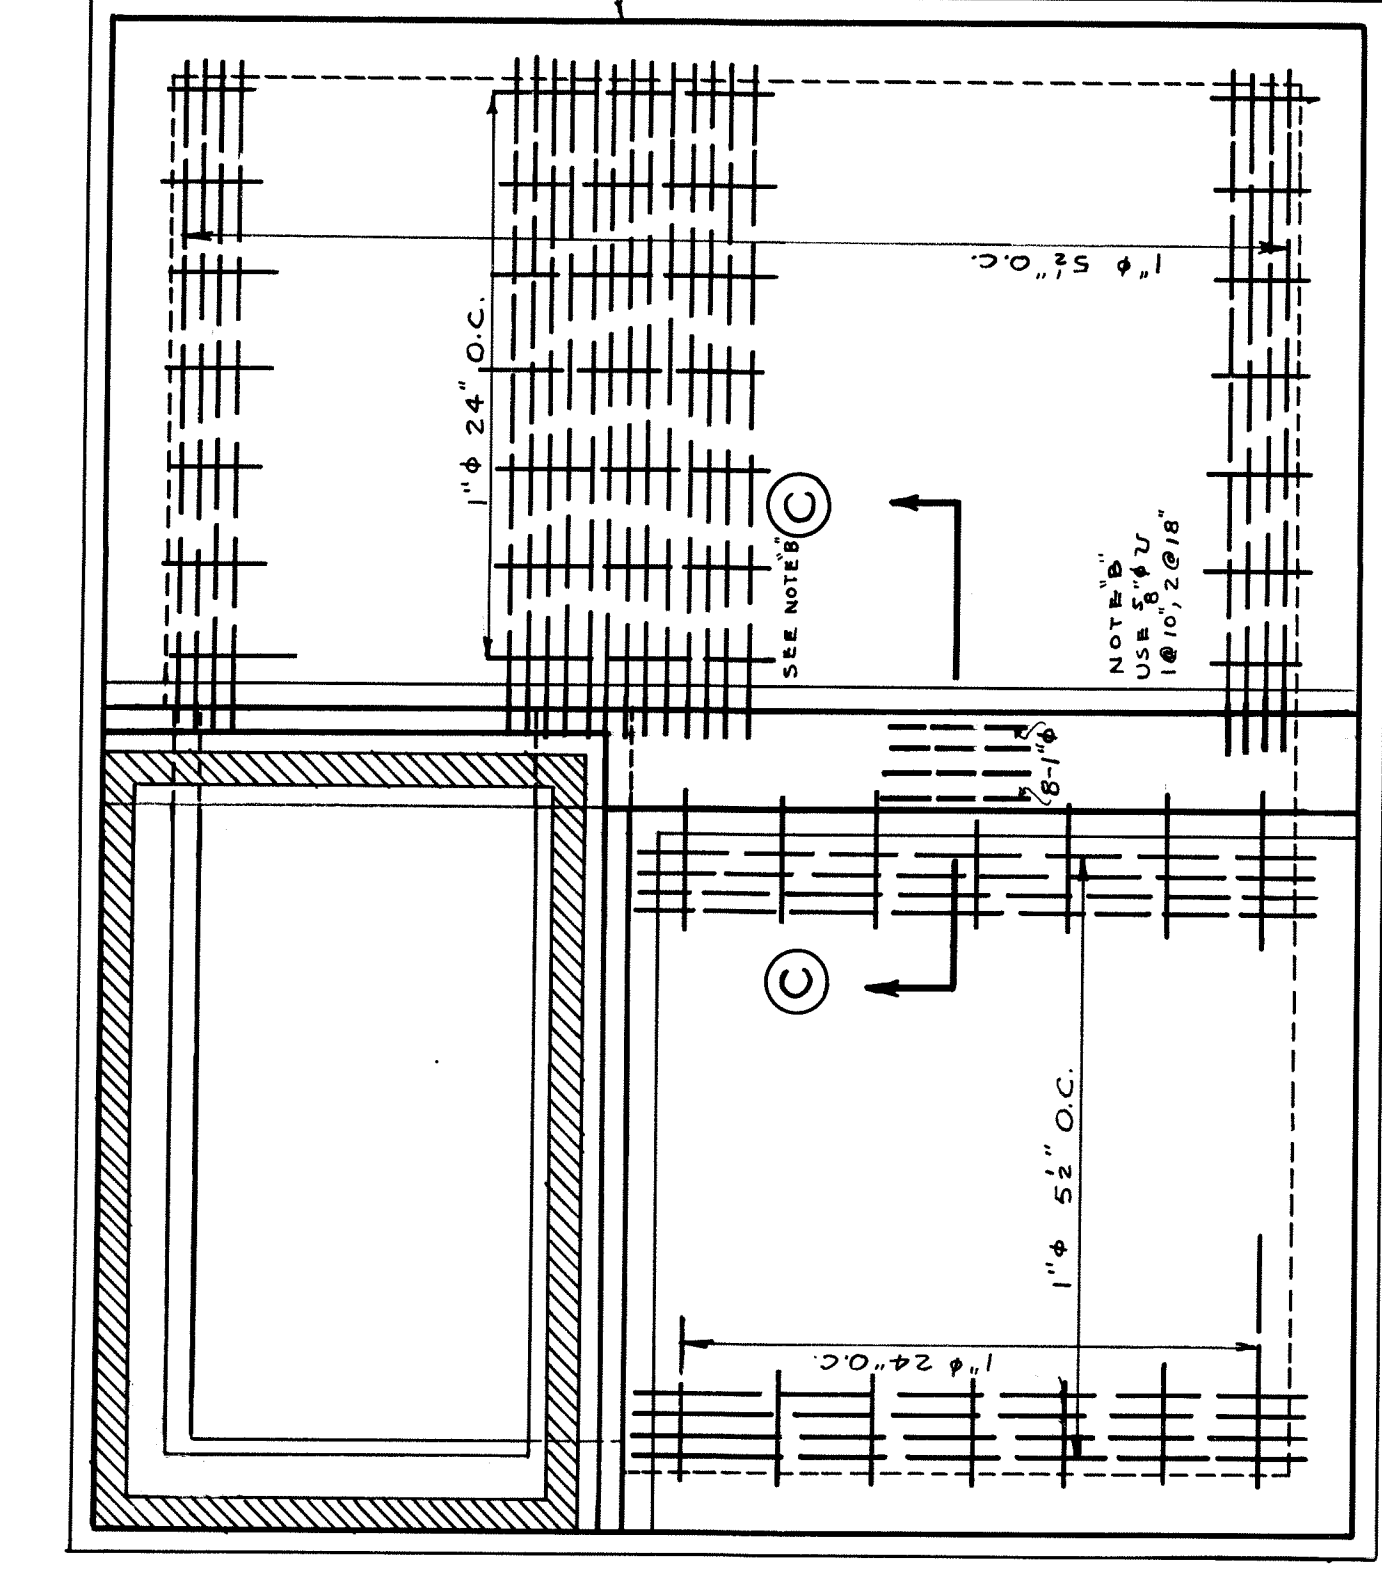 1"φ 5½" O.C.
1"φ 24" O.C.
C
SEE NOTE "B"
NOTE "B"
USE 5/8"φ U
1@10", 2@18"
8-1"φ
C
1"φ 5½" O.C.
1"φ 24" O.C.